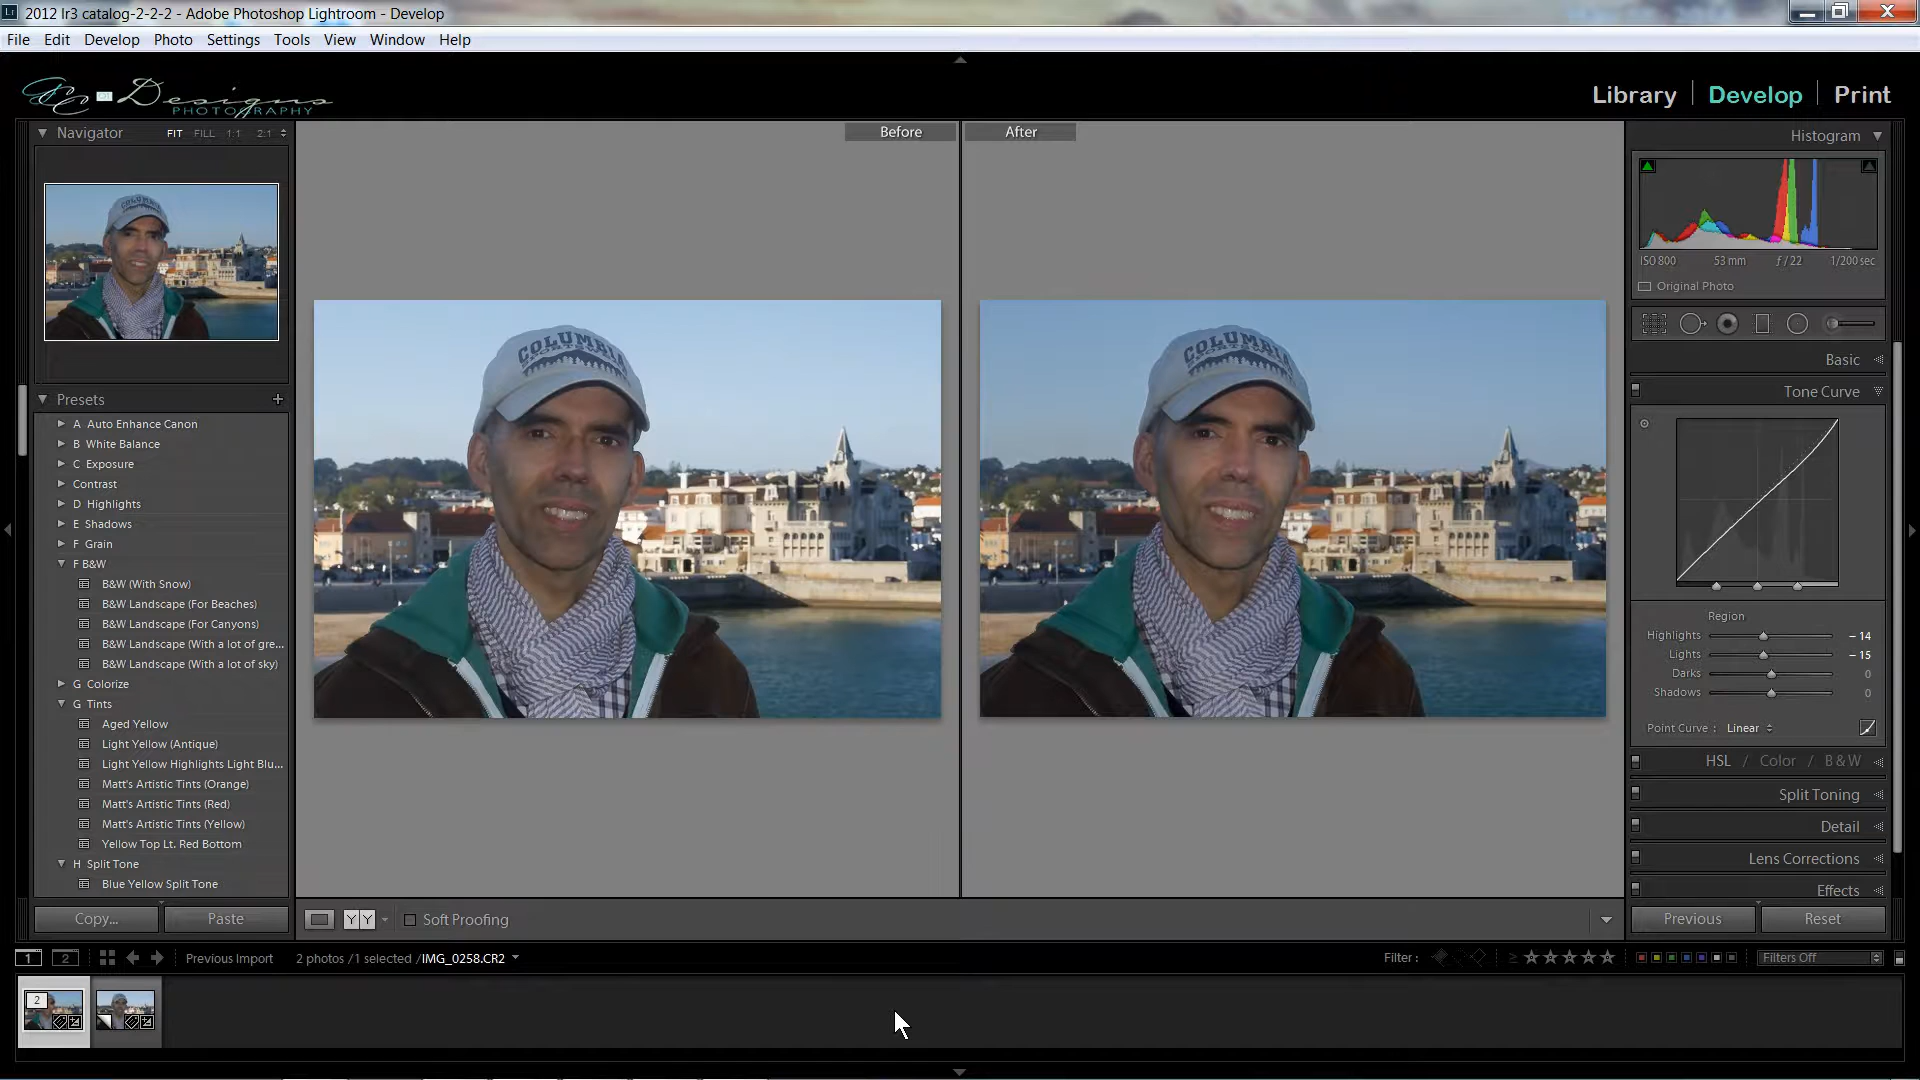 2012 lr3 catalog-2-2-2 - Adobe Photoshop Lightroom - Develop
File Edit Develop Photo Settings Tools View Window Help
Designs
PHOTOGRAPHY
Library Develop Print
Navigator FIT FILL 1:1 2:1
Before
After
Histogram
ISO 800 53 mm f / 22 1/200 sec
Original Photo
COLUMBIA
SPORTSWEAR
COLUMBIA
SPORTSWEAR
COLUMBIA
Presets +
A Auto Enhance Canon
B White Balance
C Exposure
Contrast
D Highlights
E Shadows
F Grain
F B&W
B&W (With Snow)
B&W Landscape (For Beaches)
B&W Landscape (For Canyons)
B&W Landscape (With a lot of gre...
B&W Landscape (With a lot of sky)
G Colorize
G Tints
Aged Yellow
Light Yellow (Antique)
Light Yellow Highlights Light Blu...
Matt's Artistic Tints (Orange)
Matt's Artistic Tints (Red)
Matt's Artistic Tints (Yellow)
Yellow Top Lt. Red Bottom
H Split Tone
Blue Yellow Split Tone
Basic
Tone Curve
Region
Highlights - 14
Lights - 15
Darks 0
Shadows 0
Point Curve : Linear
HSL / Color / B & W
Split Toning
Detail
Lens Corrections
Effects
Copy... Paste
Y Y Soft Proofing
Previous Reset
1 2 Previous Import 2 photos / 1 selected / IMG_0258.CR2
Filter : ≥ Filters Off
2